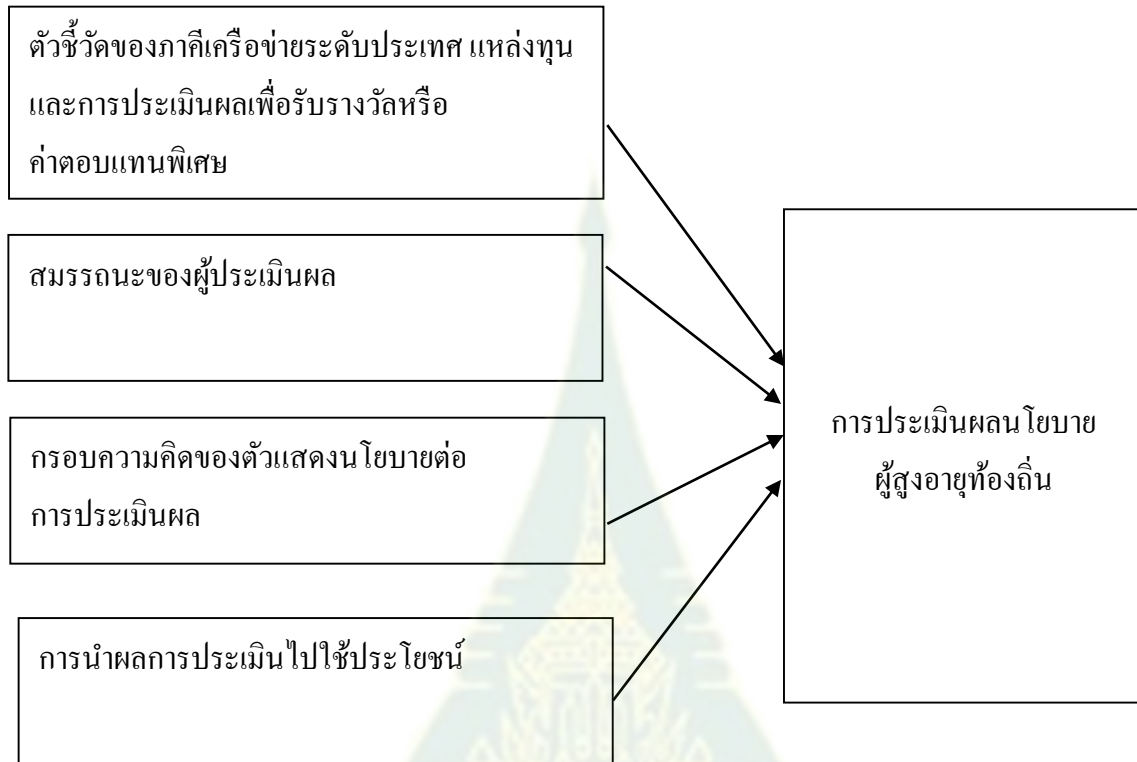 ตัวชี้วัดของภาคีเครือข่ายระดับประเทศ แหล่งทุน
และการประเมินผลเพื่อรับรางวัลหรือ
ค่าตอบแทนพิเศษ
สมรรถนะของผู้ประเมินผล
กรอบความคิดของตัวแสดงนโยบายต่อ
การประเมินผล
การนำผลการประเมินไปใช้ประโยชน์
การประเมินผลนโยบาย
ผู้สูงอายุท้องถิ่น